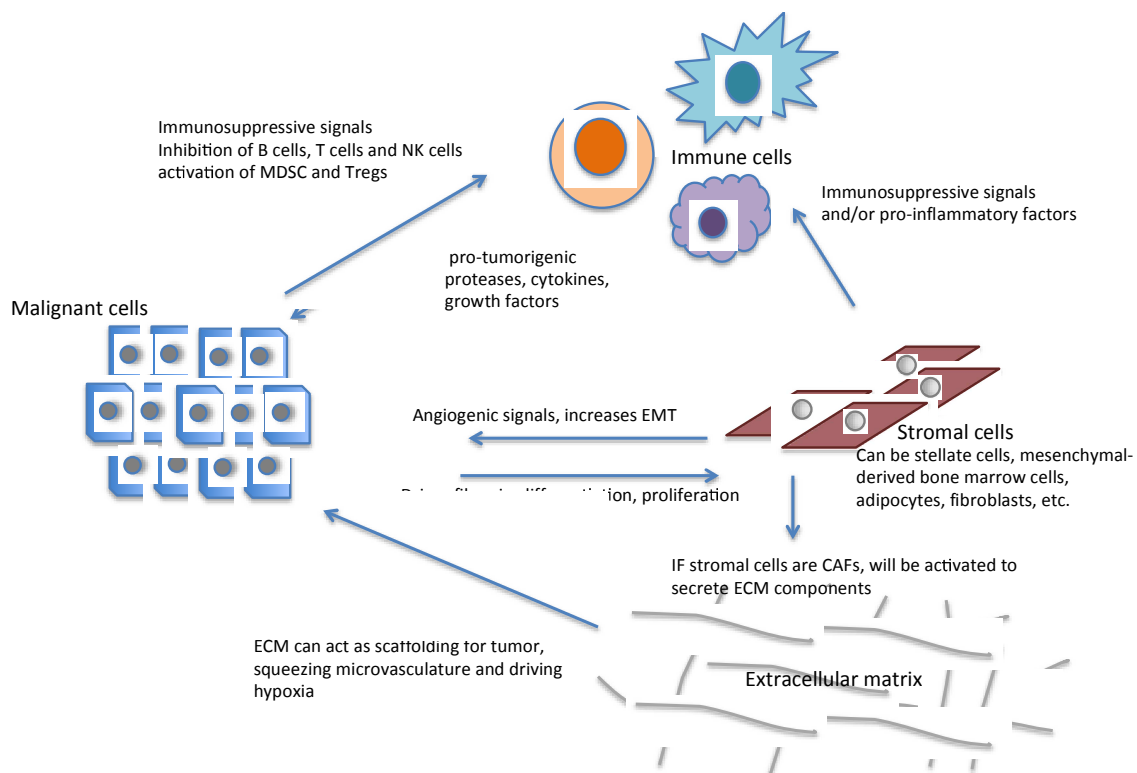 Immunosuppressive signals
Inhibition of B cells, T cells and NK cells
activation of MDSC and Tregs
Immune cells
Immunosuppressive signals
and/or pro-inflammatory factors
pro-tumorigenic
proteases, cytokines,
growth factors
Malignant cells
Angiogenic signals, increases EMT
Stromal cells
Can be stellate cells, mesenchymal-
derived bone marrow cells,
adipocytes, fibroblasts, etc.
differentiation, proliferation
IF stromal cells are CAFs, will be activated to
secrete ECM components
ECM can act as scaffolding for tumor,
squeezing microvasculature and driving
hypoxia
Extracellular matrix